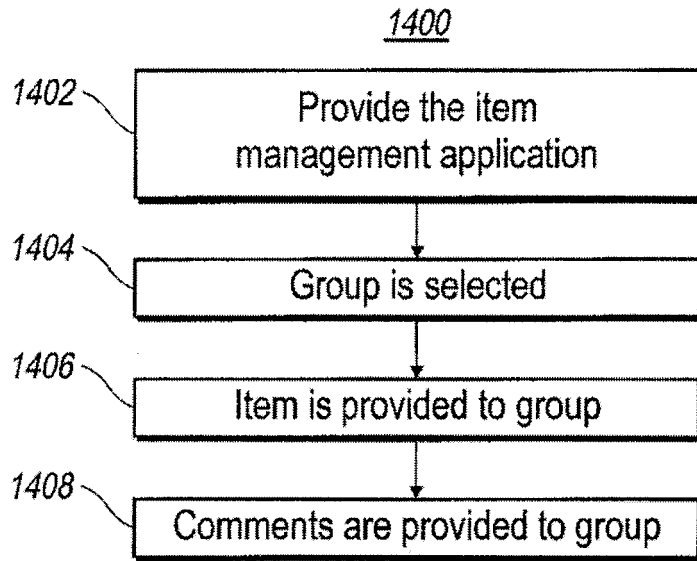 1400
1402
Provide the item
management application
1404
Group is selected
1406
Item is provided to group
1408
Comments are provided to group